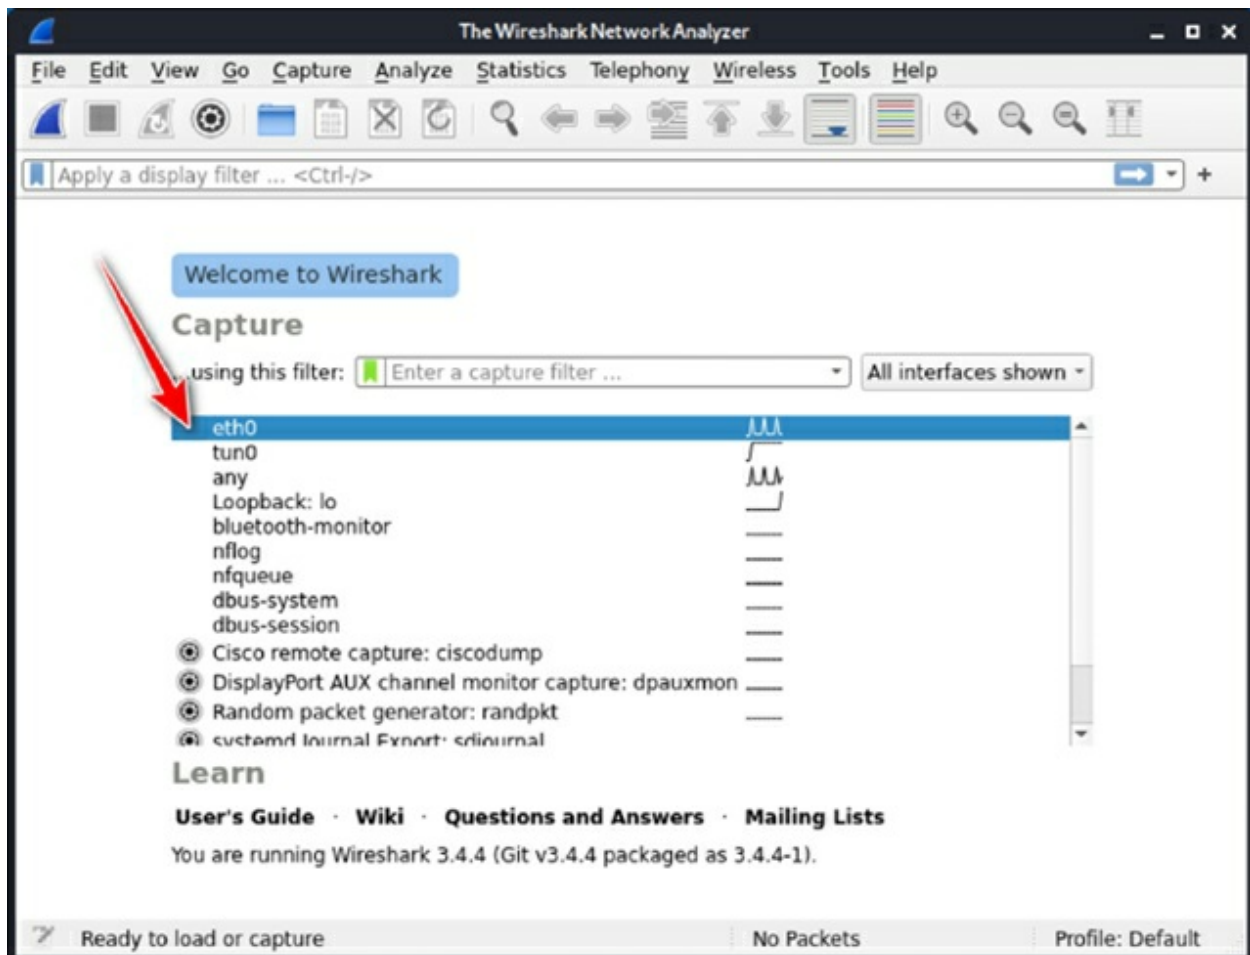 The Wireshark Network Analyzer
File Edit View Go Capture Analyze Statistics Telephony Wireless Tools Help
Apply a display filter ... <Ctrl-/>
+
Welcome to Wireshark
Capture
...using this filter: Enter a capture filter ... All interfaces shown
eth0
tun0
any
Loopback: lo
bluetooth-monitor
nflog
nfqueue
dbus-system
dbus-session
Cisco remote capture: ciscodump
DisplayPort AUX channel monitor capture: dpauxmon
Random packet generator: randpkt
systemd Journal Export: sdjournal
Learn
User's Guide · Wiki · Questions and Answers · Mailing Lists
You are running Wireshark 3.4.4 (Git v3.4.4 packaged as 3.4.4-1).
Ready to load or capture No Packets Profile: Default